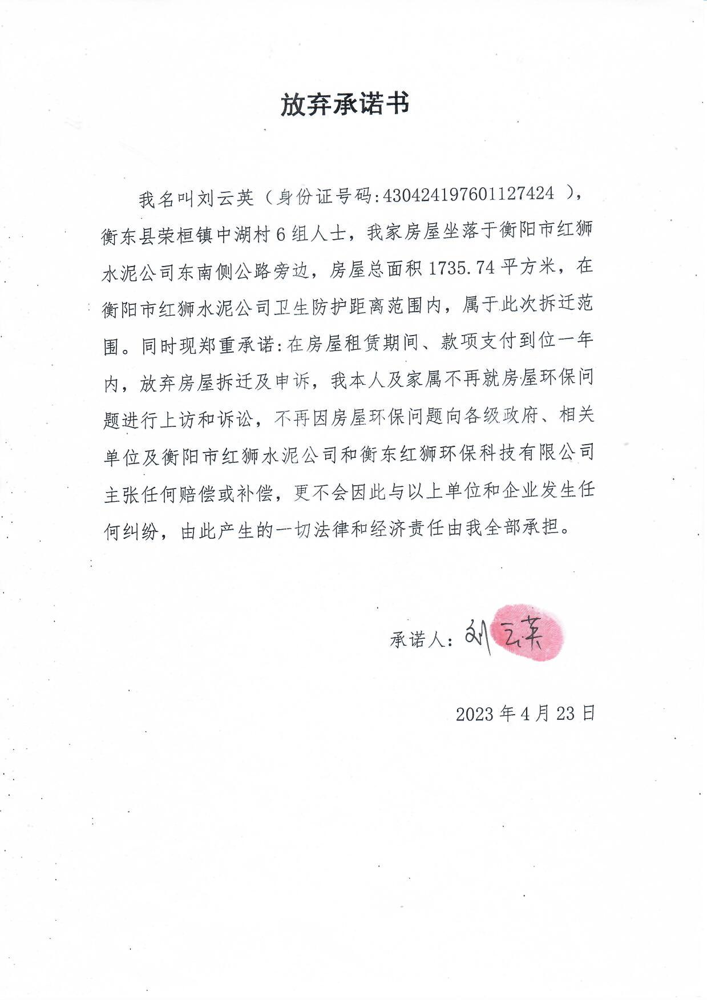 放弃承诺书
我名叫刘云英（身份证号码:430424197601127424 ），
衡东县荣桓镇中湖村6组人士，我家房屋坐落于衡阳市红狮
水泥公司东南侧公路旁边，房屋总面积1735.74平方米，在
衡阳市红狮水泥公司卫生防护距离范围内，属于此次拆迁范
围。同时现郑重承诺:在房屋租赁期间、款项支付到位一年
内，放弃房屋拆迁及申诉，我本人及家属不再就房屋环保问
题进行上访和诉讼，不再因房屋环保问题向各级政府、相关
单位及衡阳市红狮水泥公司和衡东红狮环保科技有限公司
主张任何赔偿或补偿，更不会因此与以上单位和企业发生任
何纠纷，由此产生的一切法律和经济责任由我全部承担。
承诺人：刘云英
2023年4月23日